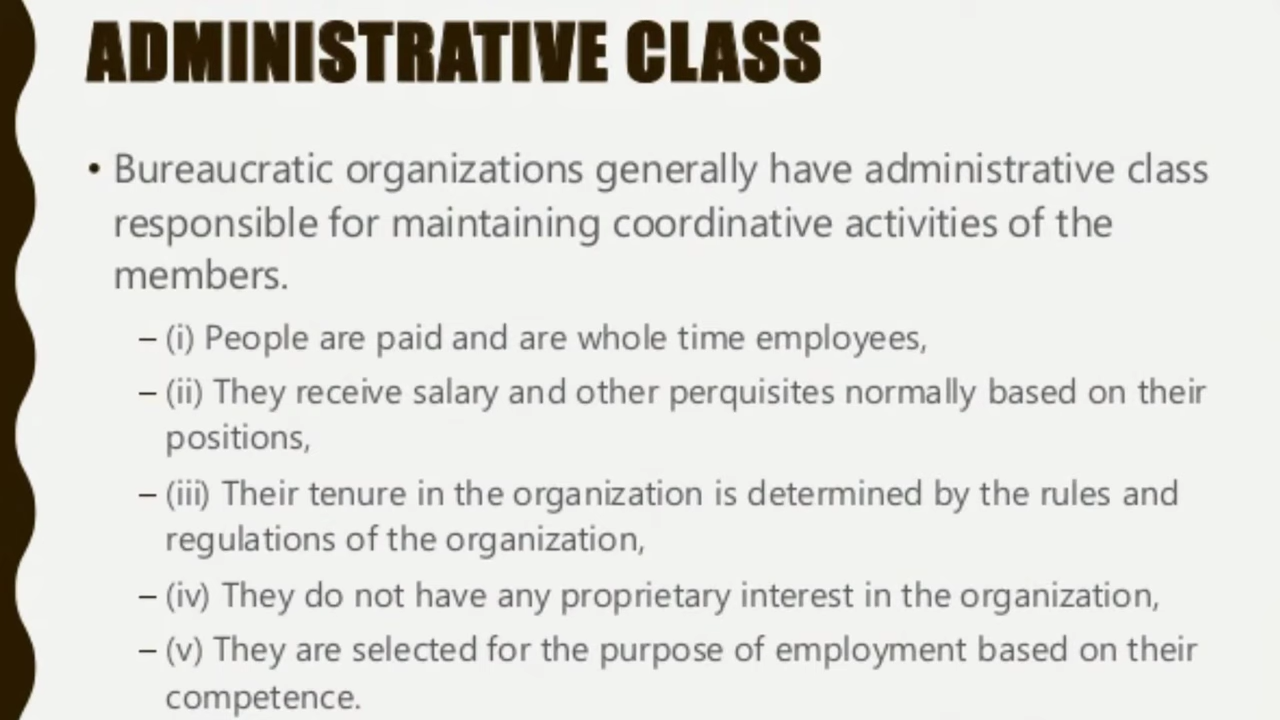 ADMINISTRATIVE CLASS
• Bureaucratic organizations generally have administrative class
responsible for maintaining coordinative activities of the
members.
– (i) People are paid and are whole time employees,
– (ii) They receive salary and other perquisites normally based on their
positions,
– (iii) Their tenure in the organization is determined by the rules and
regulations of the organization,
– (iv) They do not have any proprietary interest in the organization,
– (v) They are selected for the purpose of employment based on their
competence.